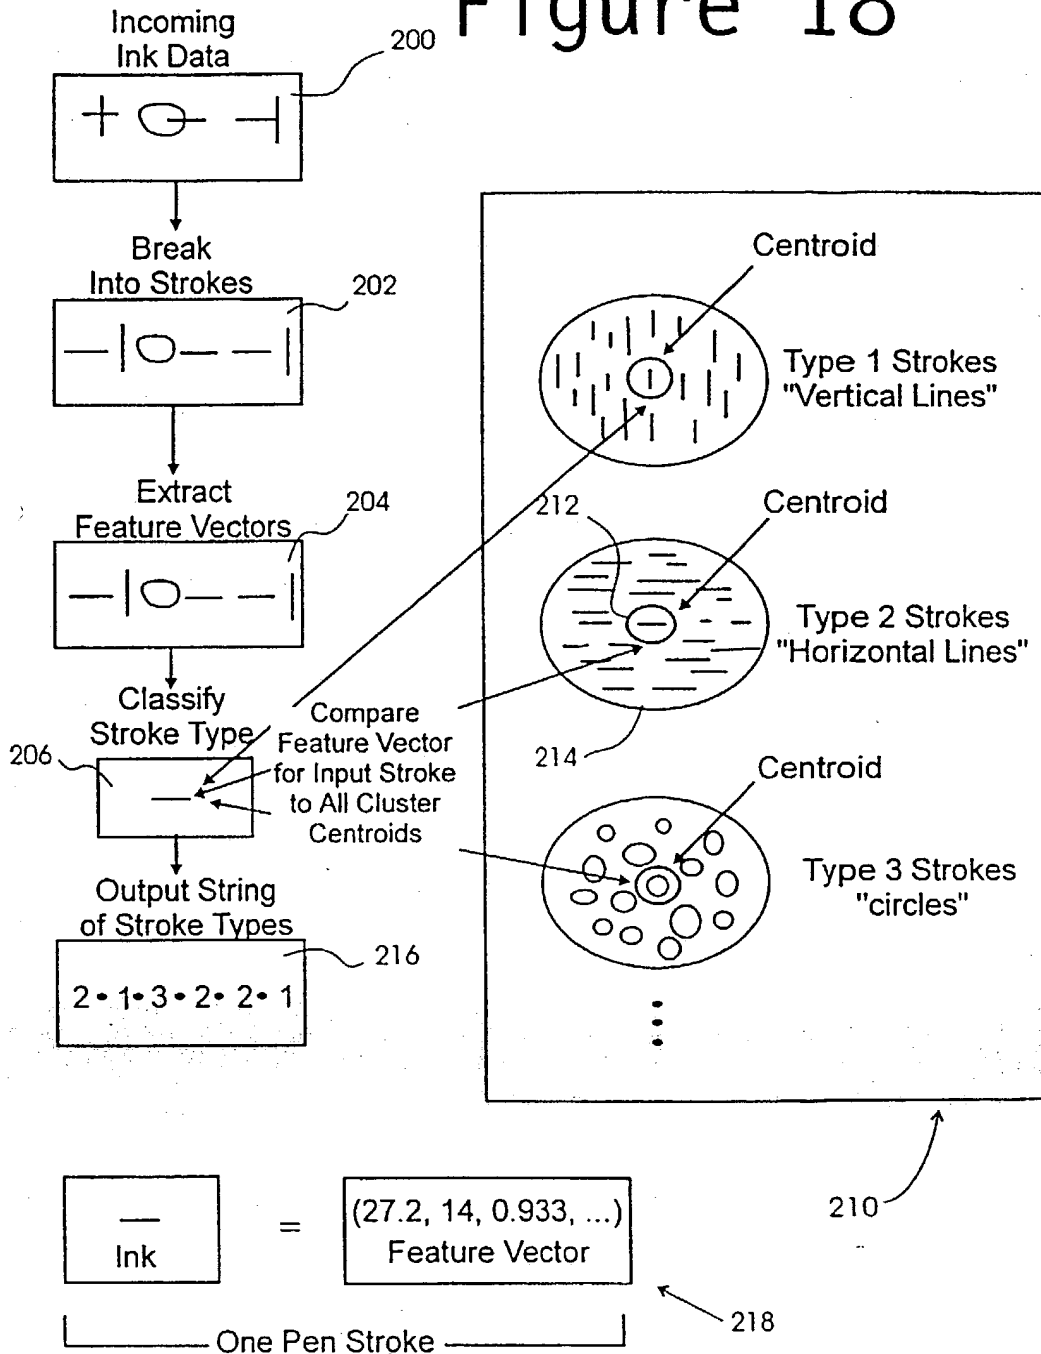 Figure 18
Incoming
Ink Data
200
Break
Into Strokes
202
Extract
Feature Vectors
204
Classify
Stroke Type
206
Compare
Feature Vector
for Input Stroke
to All Cluster
Centroids
Output String
of Stroke Types
216
2 • 1 • 3 • 2 • 2 • 1
Centroid
Type 1 Strokes
"Vertical Lines"
212
Centroid
Type 2 Strokes
"Horizontal Lines"
214
Centroid
Type 3 Strokes
"circles"
210
Ink
=
(27.2, 14, 0.933, ...)
Feature Vector
218
One Pen Stroke